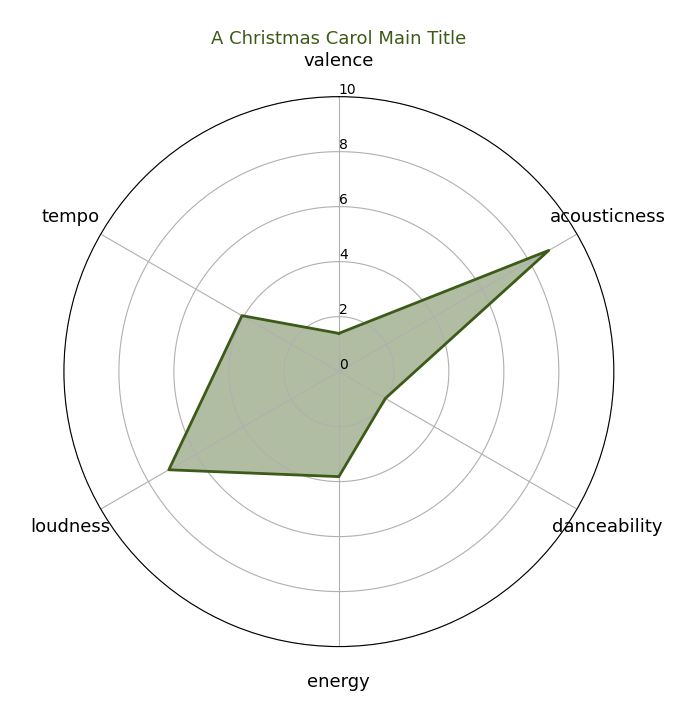 A Christmas Carol Main Title
valence
10
8
tempo
6
acousticness
4
2
0
loudness
danceability
energy